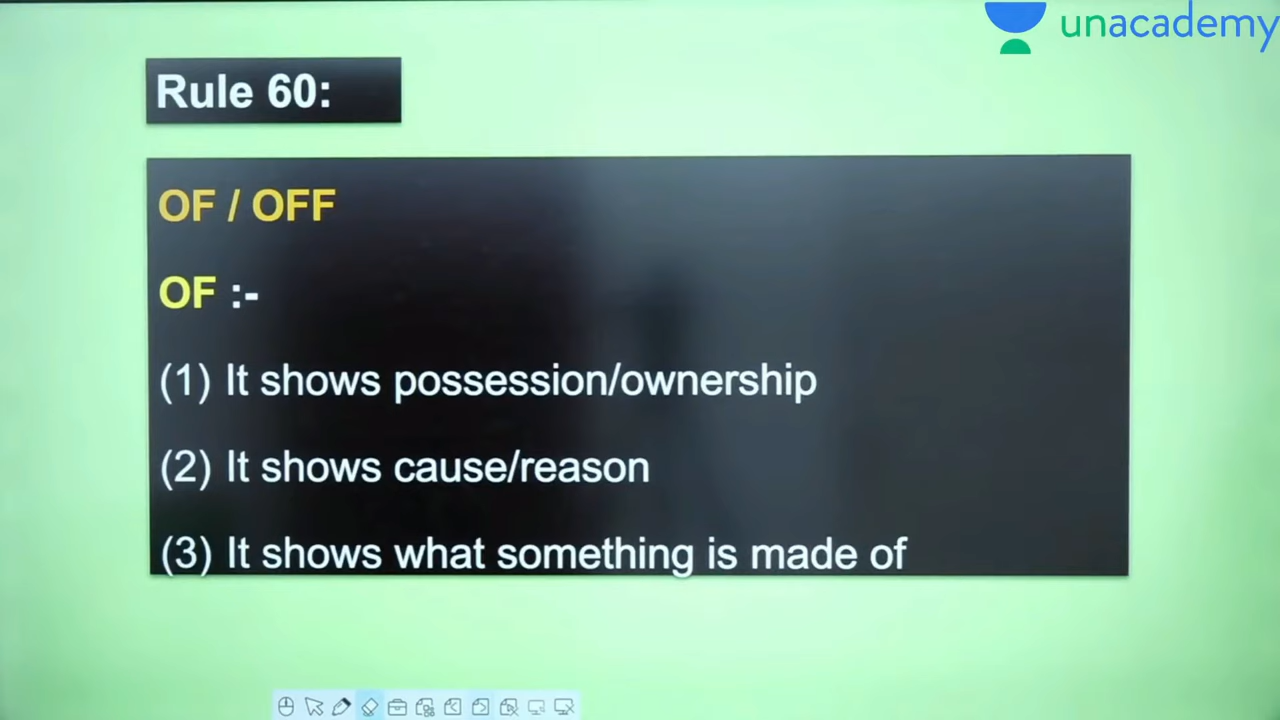 unacademy
Rule 60:
OF / OFF
OF :-
(1) It shows possession/ownership
(2) It shows cause/reason
(3) It shows what something is made of